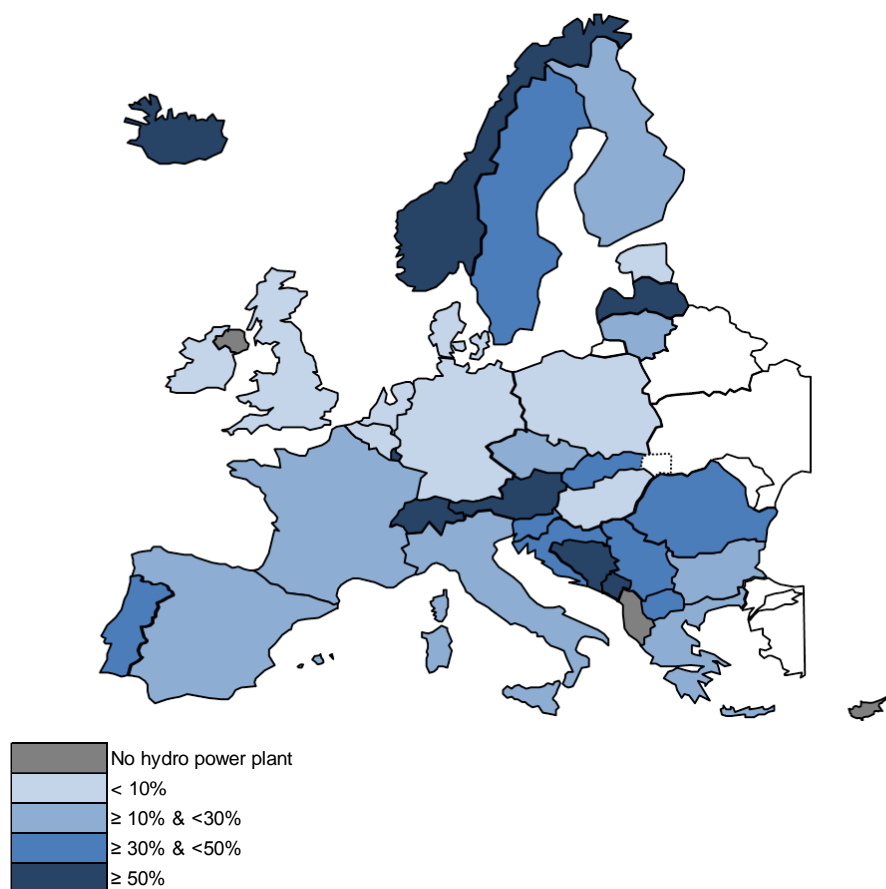 No hydro power plant
< 10%
≥ 10% & <30%
≥ 30% & <50%
≥ 50%